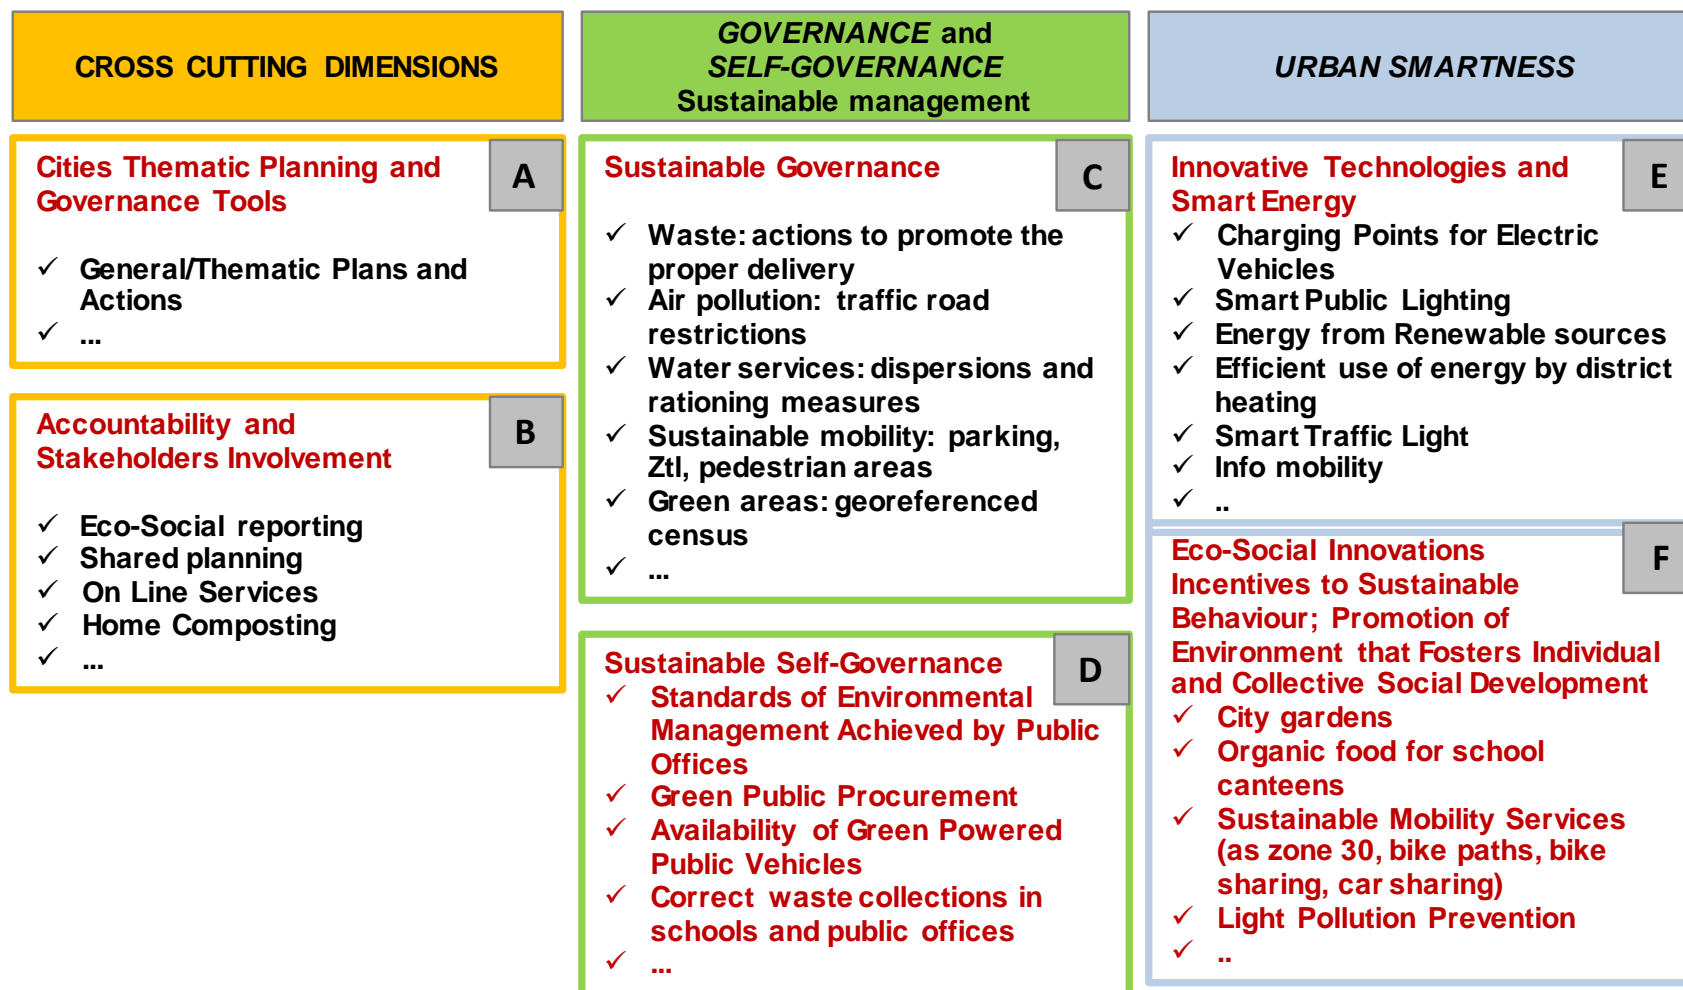 CROSS CUTTING DIMENSIONS
Cities Thematic Planning and
Governance Tools
A
✓ General/Thematic Plans and
Actions
✓ ...
Accountability and
Stakeholders Involvement
B
✓ Eco-Social reporting
✓ Shared planning
✓ On Line Services
✓ Home Composting
✓ ...
GOVERNANCE and
SELF-GOVERNANCE
Sustainable management
Sustainable Governance
C
✓ Waste: actions to promote the
proper delivery
✓ Air pollution: traffic road
restrictions
✓ Water services: dispersions and
rationing measures
✓ Sustainable mobility: parking,
Ztl, pedestrian areas
✓ Green areas: georeferenced
census
✓ ...
Sustainable Self-Governance
D
✓ Standards of Environmental
Management Achieved by Public
Offices
✓ Green Public Procurement
✓ Availability of Green Powered
Public Vehicles
✓ Correct waste collections in
schools and public offices
✓ ...
URBAN SMARTNESS
Innovative Technologies and
Smart Energy
E
✓ Charging Points for Electric
Vehicles
✓ Smart Public Lighting
✓ Energy from Renewable sources
✓ Efficient use of energy by district
heating
✓ Smart Traffic Light
✓ Info mobility
✓ ..
Eco-Social Innovations
F
Incentives to Sustainable
Behaviour; Promotion of
Environment that Fosters Individual
and Collective Social Development
✓ City gardens
✓ Organic food for school
canteens
✓ Sustainable Mobility Services
(as zone 30, bike paths, bike
sharing, car sharing)
✓ Light Pollution Prevention
✓ ..